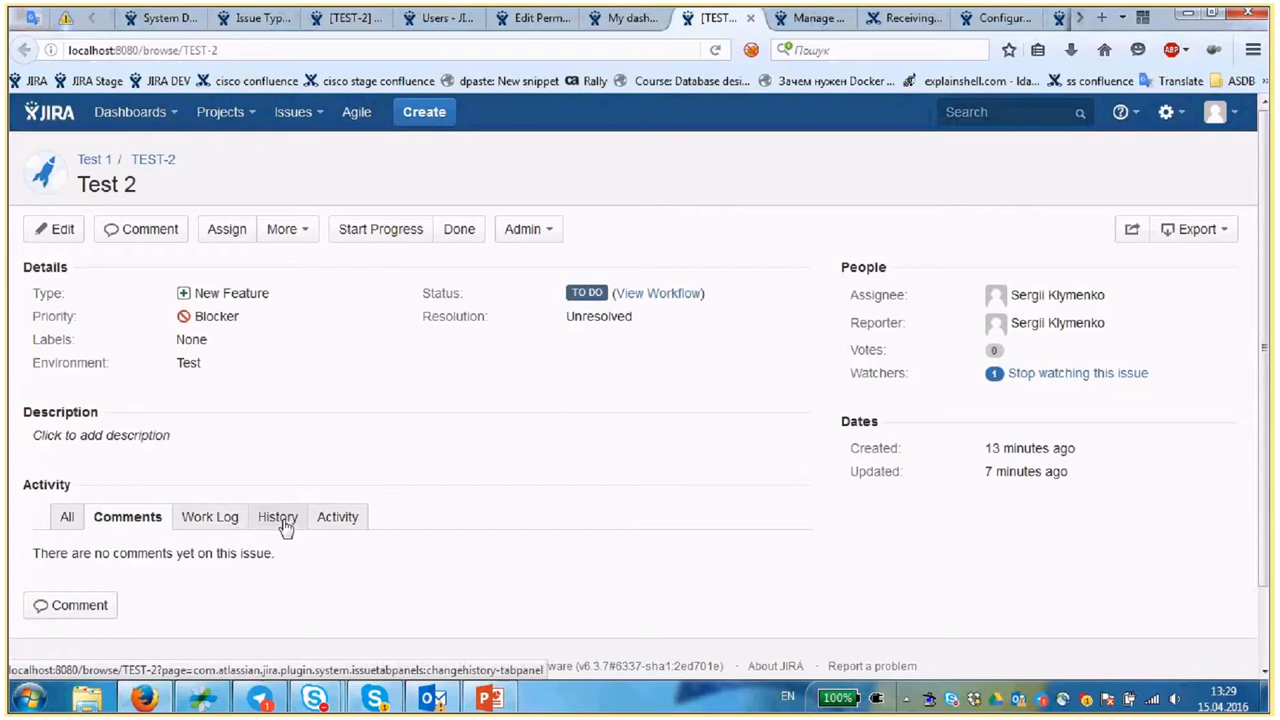 System D...
Issue Typ...
[TEST-2] ...
Users - JI...
Edit Perm...
My dash...
[TEST...
Manage ...
Receiving...
Configur...
localhost:8080/browse/TEST-2
Пошук
JIRA JIRA Stage JIRA DEV cisco confluence cisco stage confluence dpaste: New snippet ca Rally Course: Database desi... Зачем нужен Docker ... explainshell.com - Ida... ss confluence Translate ASDB
JIRA Dashboards Projects Issues Agile Create Search
Test 1 / TEST-2
Test 2
Edit Comment Assign More Start Progress Done Admin Export
Details
Type: New Feature
Priority: Blocker
Labels: None
Environment: Test
Status: TO DO (View Workflow)
Resolution: Unresolved
People
Assignee: Sergii Klymenko
Reporter: Sergii Klymenko
Votes: 0
Watchers: 1 Stop watching this issue
Description
Click to add description
Dates
Created: 13 minutes ago
Updated: 7 minutes ago
Activity
All Comments Work Log History Activity
There are no comments yet on this issue.
Comment
localhost:8080/browse/TEST-2?page=com.atlassian.jira.plugin.system.issuetabpanels:changehistory-tabpanel
ware (v6.3.7#6337-sha1:2ed701e) · About JIRA · Report a problem
EN 100% 13:29
15.04.2016